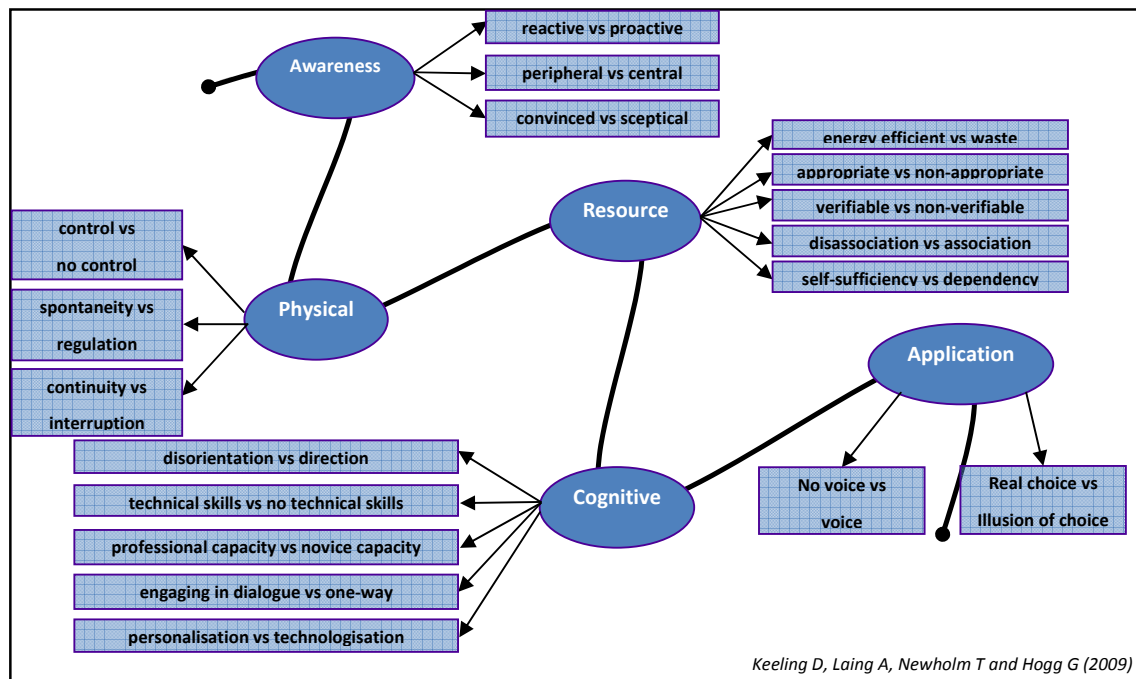 Awareness
reactive vs proactive
peripheral vs central
convinced vs sceptical
Resource
energy efficient vs waste
appropriate vs non-appropriate
verifiable vs non-verifiable
disassociation vs association
self-sufficiency vs dependency
Physical
control vs
no control
spontaneity vs
regulation
continuity vs
interruption
Application
No voice vs
voice
Real choice vs
Illusion of choice
Cognitive
disorientation vs direction
technical skills vs no technical skills
professional capacity vs novice capacity
engaging in dialogue vs one-way
personalisation vs technologisation
Keeling D, Laing A, Newholm T and Hogg G (2009)